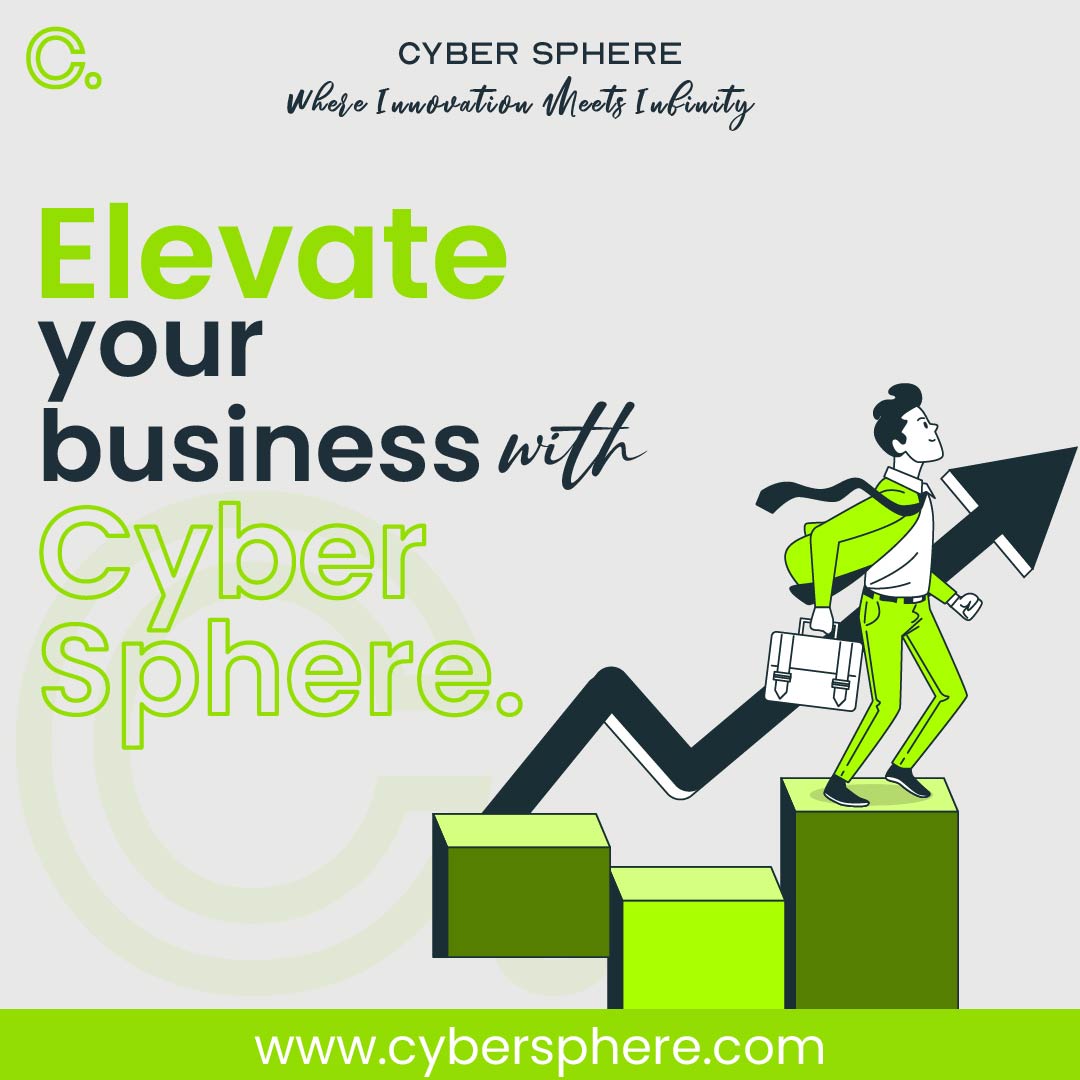 C.
CYBER SPHERE
Where Innovation Meets Infinity
Elevate
your
business with
Cyber
Sphere.
www.cybersphere.com